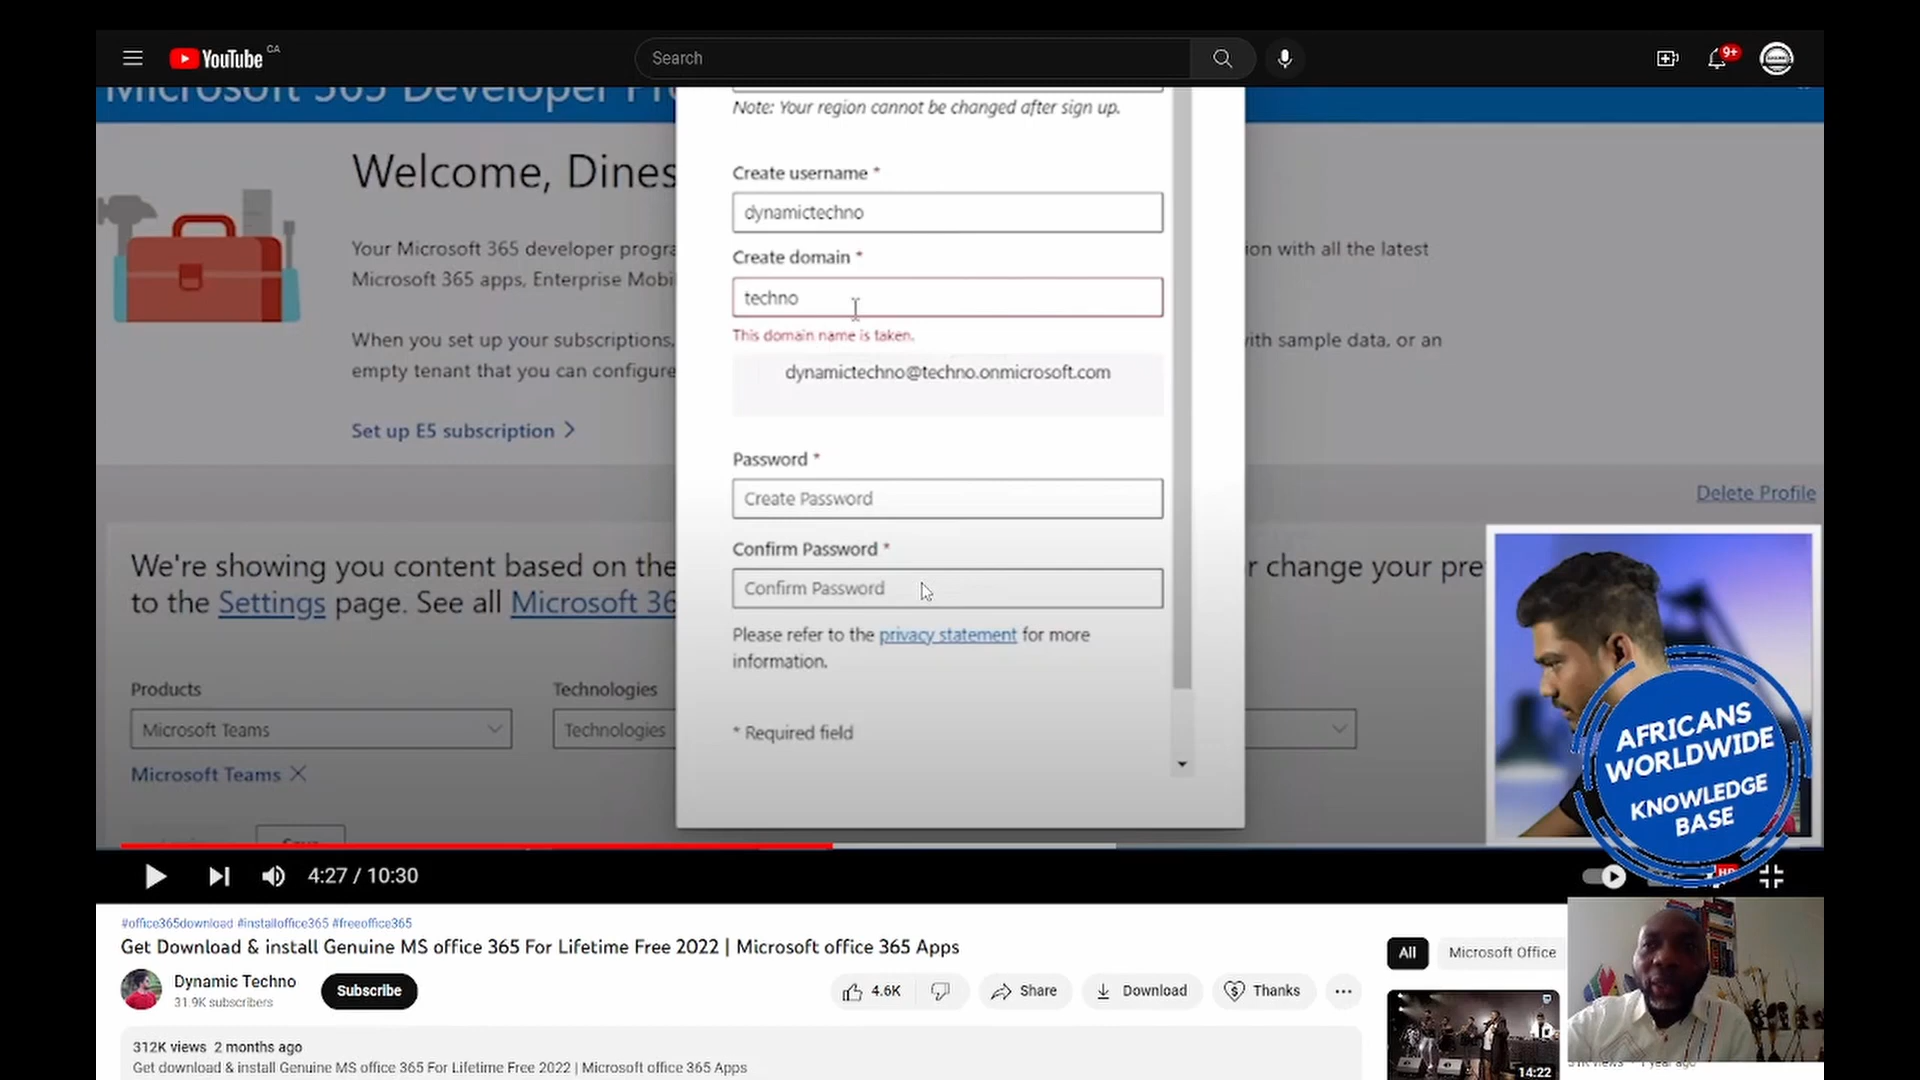 YouTube CA
Search
9+
Microsoft 365 Developer Pr
Note: Your region cannot be changed after sign up.
Welcome, Dines
Create username *
dynamictechno
Your Microsoft 365 developer progra
ion with all the latest
Create domain *
Microsoft 365 apps, Enterprise Mobi
techno
This domain name is taken.
When you set up your subscriptions,
ith sample data, or an
empty tenant that you can configure
dynamictechno@techno.onmicrosoft.com
Set up E5 subscription >
Password *
Create Password
Delete Profile
Confirm Password *
Confirm Password
We're showing you content based on the
r change your pre
to the Settings page. See all Microsoft 36
Please refer to the privacy statement for more
information.
Products
Technologies
Microsoft Teams
Technologies
* Required field
Microsoft Teams
AFRICANS
WORLDWIDE
KNOWLEDGE
BASE
Save
4:27 / 10:30
HD
#office365download #installoffice365 #freeoffice365
Get Download & install Genuine MS office 365 For Lifetime Free 2022 | Microsoft office 365 Apps
Dynamic Techno
31.9K subscribers
Subscribe
4.6K
Share
Download
Thanks
All
Microsoft Office
312K views 2 months ago
Get download & install Genuine MS office 365 For Lifetime Free 2022 | Microsoft office 365 Apps
14:22